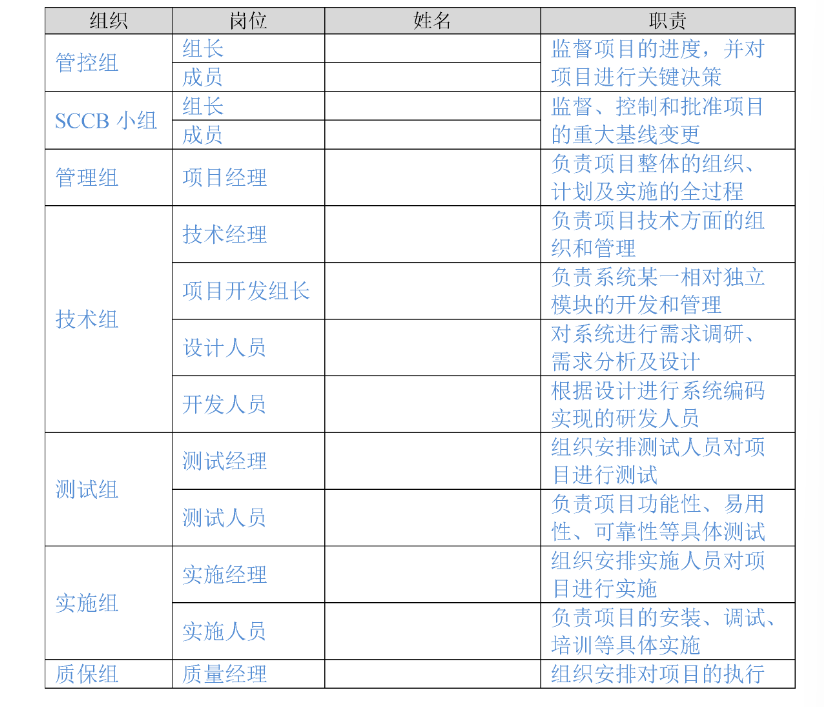 组织 岗位 姓名 职责
管控组 组长 监督项目的进度，并对
成员 项目进行关键决策
SCCB 小组 组长 监督、控制和批准项目
成员 的重大基线变更
管理组 项目经理 负责项目整体的组织、
计划及实施的全过程
技术组 技术经理 负责项目技术方面的组
织和管理
项目开发组长 负责系统某一相对独立
模块的开发和管理
设计人员 对系统进行需求调研、
需求分析及设计
开发人员 根据设计进行系统编码
实现的研发人员
测试组 测试经理 组织安排测试人员对项
目进行测试
测试人员 负责项目功能性、易用
性、可靠性等具体测试
实施组 实施经理 组织安排实施人员对项
目进行实施
实施人员 负责项目的安装、调试、
培训等具体实施
质保组 质量经理 组织安排对项目的执行